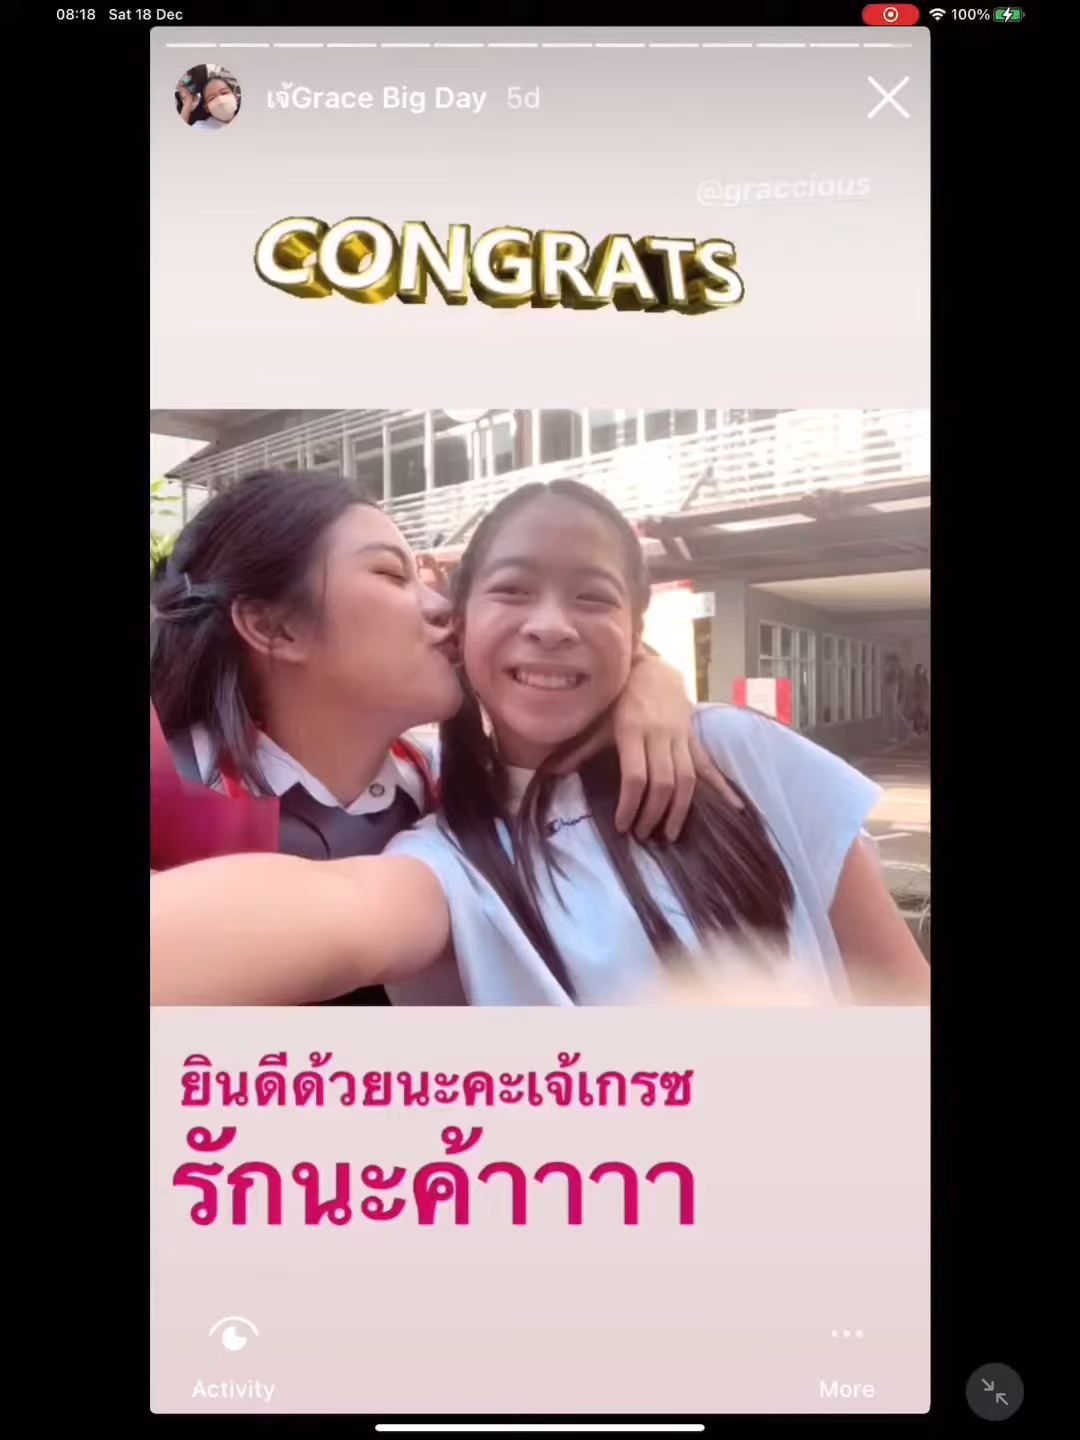 08:18 Sat 18 Dec
100%
เจ้Grace Big Day 5d
@graccious
CONGRATS
ยินดีด้วยนะคะเจ้เกรซ
รักนะค้าาาา
Activity
More